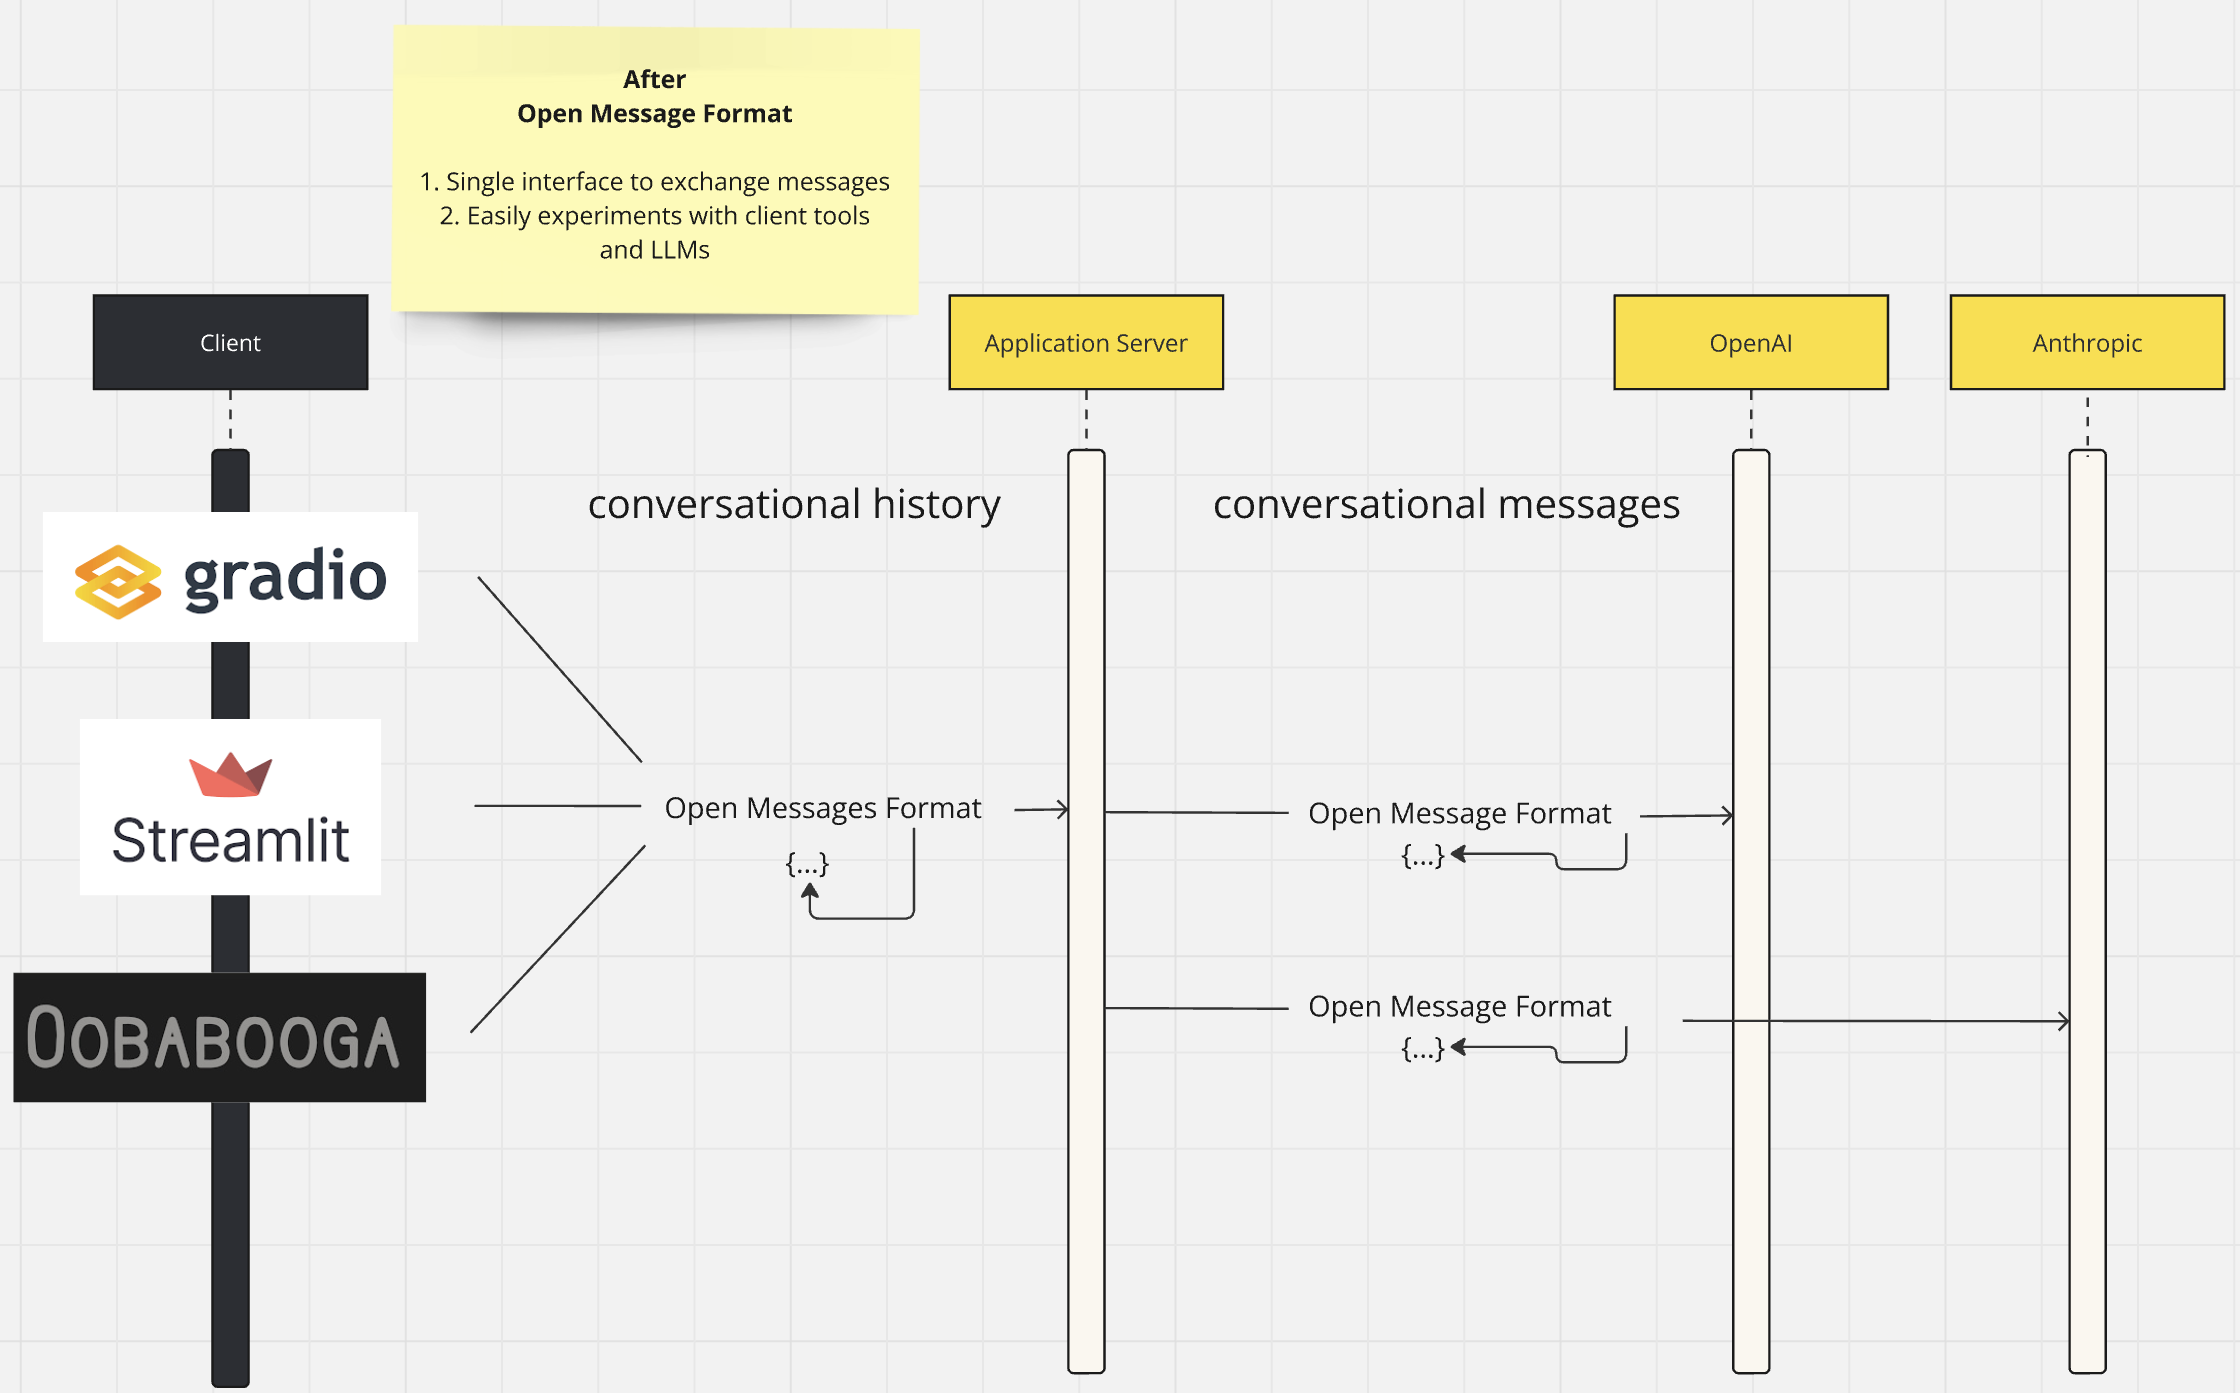 After
Open Message Format
1. Single interface to exchange messages
2. Easily experiments with client tools
and LLMs
Client
Application Server
OpenAI
Anthropic
conversational history
conversational messages
gradio
Streamlit
OOBABOOGA
Open Messages Format
{...}
Open Message Format
{...}
Open Message Format
{...}